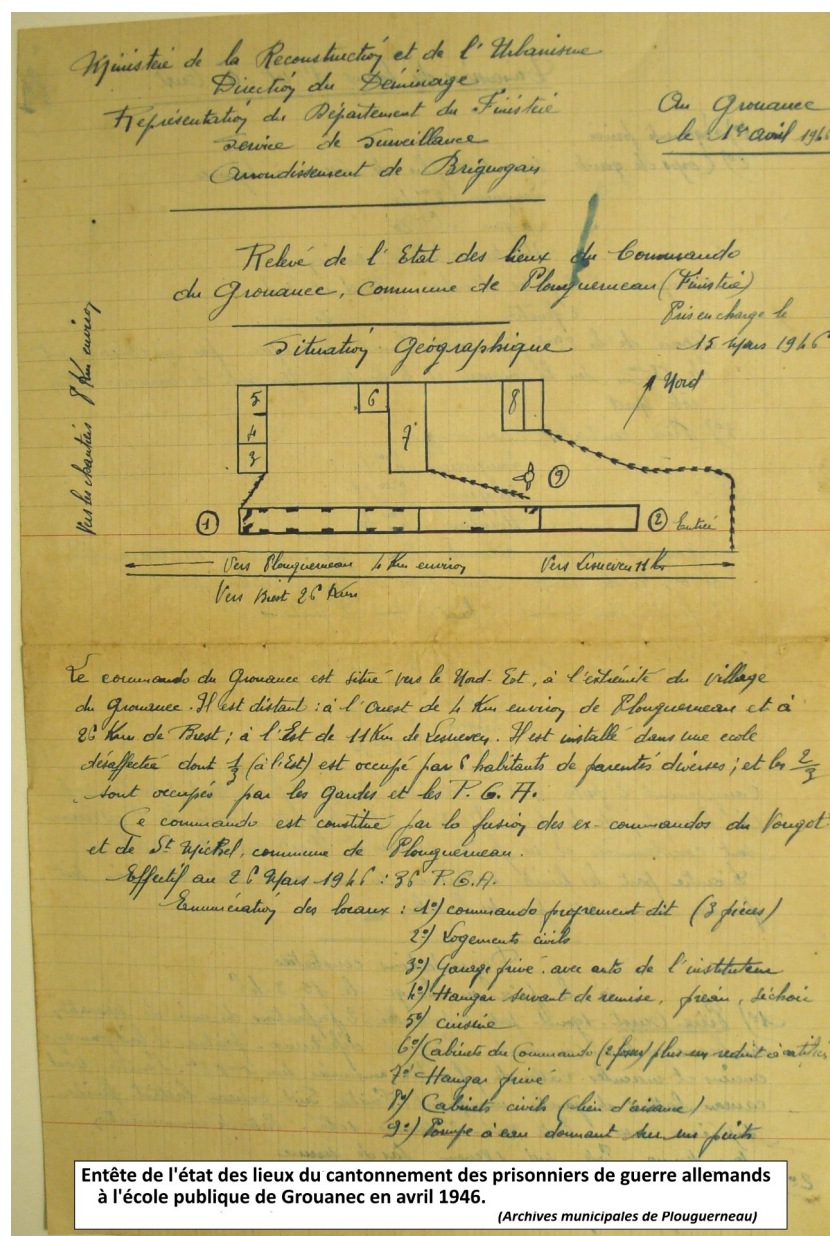 Ministère de la Reconstruction et de l'Urbanisme
Direction du Déminage
Représentation du Département du Finistère
Service de Surveillance
Arrondissement de Brignogan
Au Grouanec
le 1er avril 1946
Relevé de l'Etat des lieux du Commando
du Grouanec, Commune de Plouguerneau (Finistère)
Pris en charge le
15 Mars 1946
Situation Géographique
Vers les chantiers 8 Km environ
Nord
5
6
8
4
7
3
9
1
2 Entrée
Vers Plouguerneau 4 Km environ
Vers Lesneven 11 Km
Vers Brest 26 Kms
Le commando du Grouanec est situé vers le Nord-Est, à l'extrémité du village
du Grouanec. Il est distant : à l'Ouest de 4 Km environ de Plouguerneau et à
26 Kms de Brest ; à l'Est de 11 Km de Lesneven. Il est installé dans une école
désaffectée dont 1/3 (à l'Est) est occupé par 6 habitants de parentés diverses ; et les 2/3
sont occupés par les gardes et les P.G.A.
Ce commando est constitué par la fusion des ex-commandos du Vougot
et de St Michel, commune de Plouguerneau.
Effectif au 26 Mars 1946 : 36 P.G.A.
Enumération des locaux : 1°/ commando proprement dit (3 pièces)
2°/ Logements civils
3°/ Garage privé avec auto de l'instituteur
4°/ Hangar servant de remise, préau, séchoir
5°/ cuisine
6°/ Cabinets du Commando (2 fosses) plus un réduit à
7° Hangar privé
8°/ Cabinets civils (lieu d'aisance)
9°/ Pompe à eau donnant sur un puits
Entête de l'état des lieux du cantonnement des prisonniers de guerre allemands
à l'école publique de Grouanec en avril 1946.
(Archives municipales de Plouguerneau)